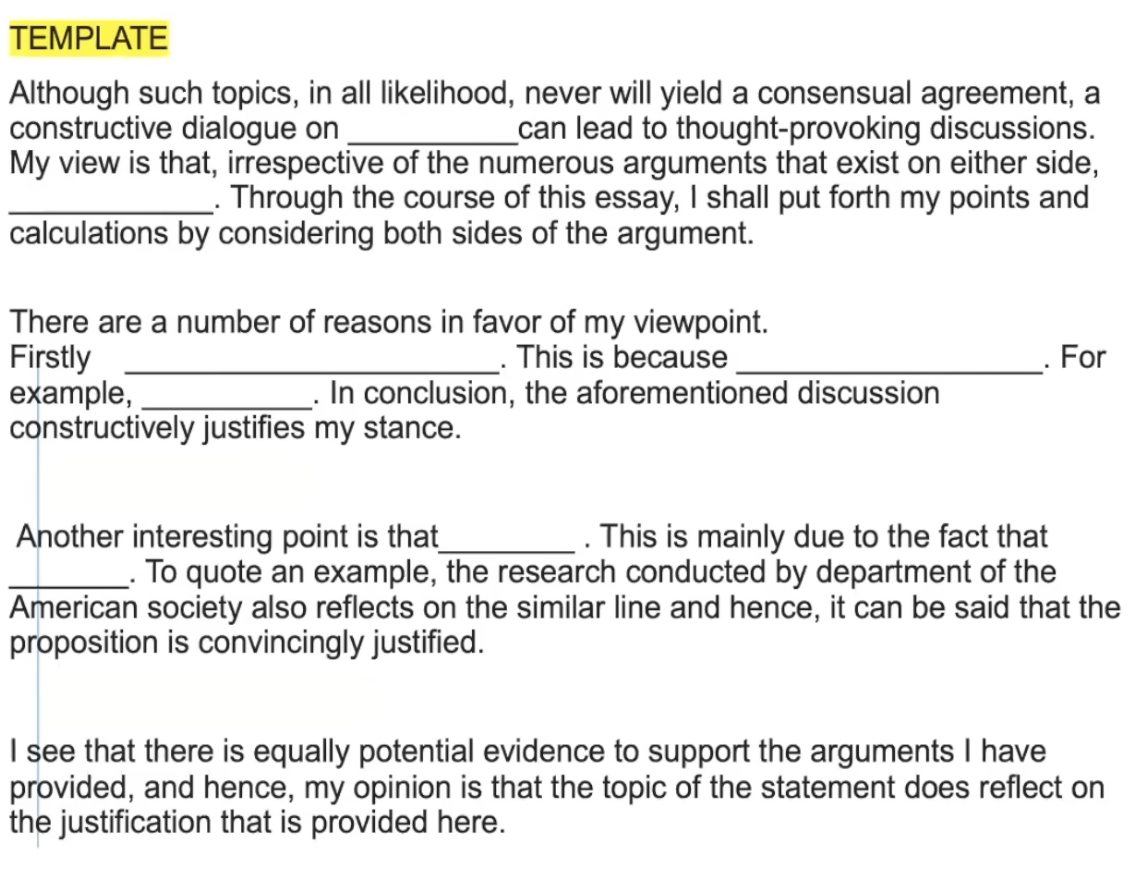 TEMPLATE
Although such topics, in all likelihood, never will yield a consensual agreement, a
constructive dialogue on __________ can lead to thought-provoking discussions.
My view is that, irrespective of the numerous arguments that exist on either side,
____________. Through the course of this essay, I shall put forth my points and
calculations by considering both sides of the argument.
There are a number of reasons in favor of my viewpoint.
Firstly ______________________. This is because __________________. For
example, __________. In conclusion, the aforementioned discussion
constructively justifies my stance.
Another interesting point is that________ . This is mainly due to the fact that
_______. To quote an example, the research conducted by department of the
American society also reflects on the similar line and hence, it can be said that the
proposition is convincingly justified.
I see that there is equally potential evidence to support the arguments I have
provided, and hence, my opinion is that the topic of the statement does reflect on
the justification that is provided here.